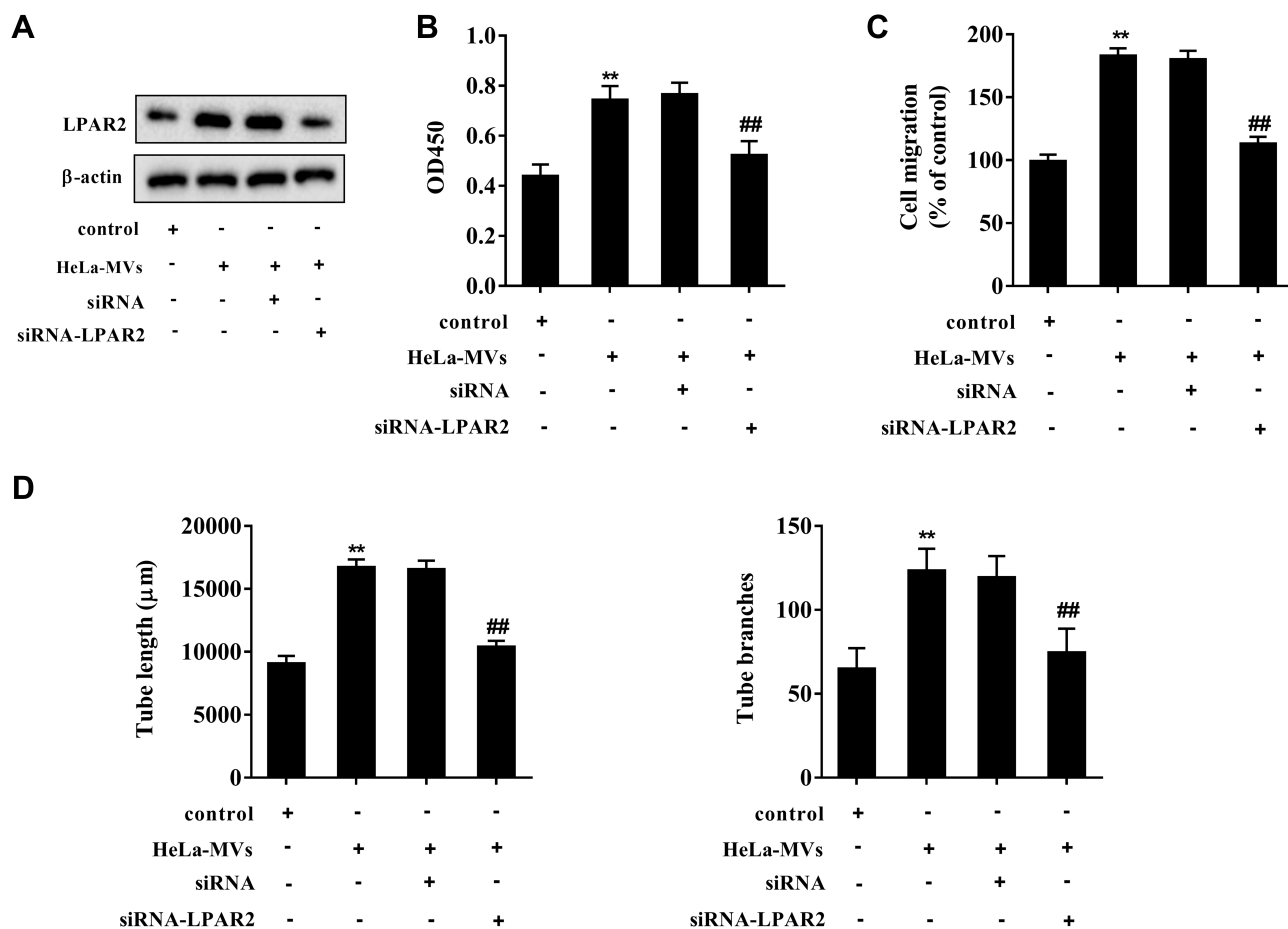 A
LPAR2
β-actin
control + - - -
HeLa-MVs - + + +
siRNA - - + -
siRNA-LPAR2 - - - +
B
OD450
1.0
0.8
0.6
0.4
0.2
0.0
**
##
control + - - -
HeLa-MVs - + + +
siRNA - - + -
siRNA-LPAR2 - - - +
C
Cell migration
(% of control)
200
150
100
50
0
**
##
control + - - -
HeLa-MVs - + + +
siRNA - - + -
siRNA-LPAR2 - - - +
D
Tube length (μm)
20000
15000
10000
5000
0
**
##
control + - - -
HeLa-MVs - + + +
siRNA - - + -
siRNA-LPAR2 - - - +
Tube branches
150
100
50
0
**
##
control + - - -
HeLa-MVs - + + +
siRNA - - + -
siRNA-LPAR2 - - - +